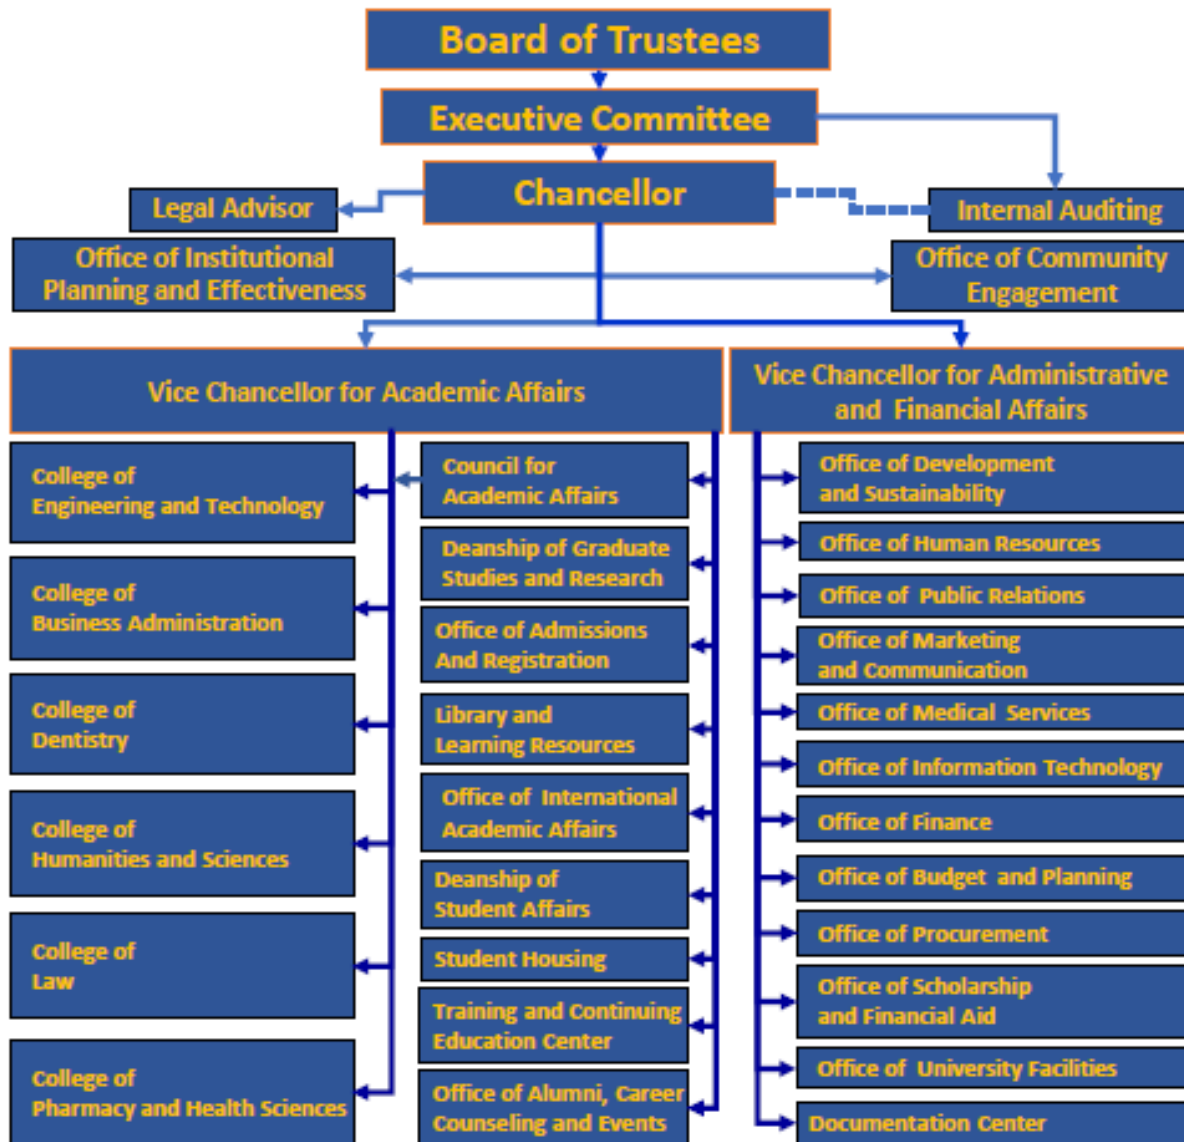 Board of Trustees
Executive Committee
Chancellor
Legal Advisor
Internal Auditing
Office of Institutional
Planning and Effectiveness
Office of Community
Engagement
Vice Chancellor for Academic Affairs
Vice Chancellor for Administrative
and Financial Affairs
College of
Engineering and Technology
College of
Business Administration
College of
Dentistry
College of
Humanities and Sciences
College of
Law
College of
Pharmacy and Health Sciences
Council for
Academic Affairs
Deanship of Graduate
Studies and Research
Office of Admissions
And Registration
Library and
Learning Resources
Office of International
Academic Affairs
Deanship of
Student Affairs
Student Housing
Training and Continuing
Education Center
Office of Alumni, Career
Counseling and Events
Office of Development
and Sustainability
Office of Human Resources
Office of Public Relations
Office of Marketing
and Communication
Office of Medical Services
Office of Information Technology
Office of Finance
Office of Budget and Planning
Office of Procurement
Office of Scholarship
and Financial Aid
Office of University Facilities
Documentation Center